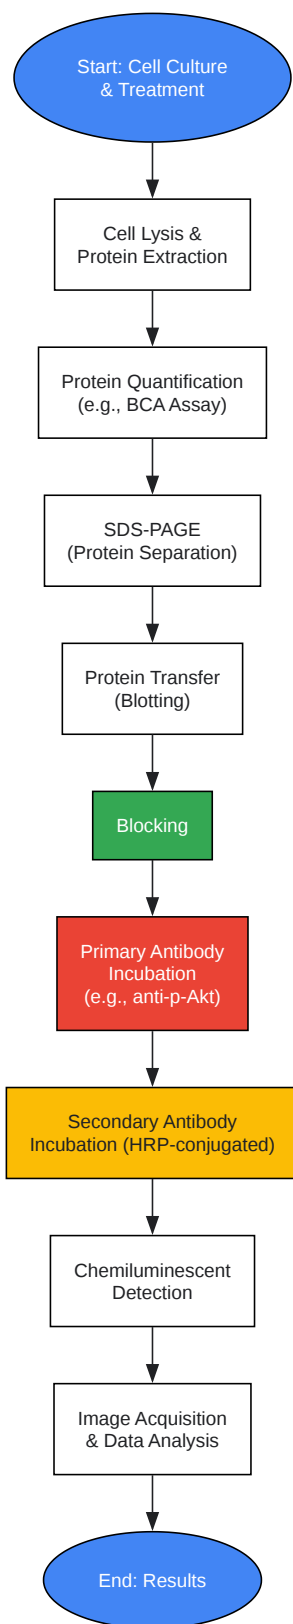 Start: Cell Culture
& Treatment
Cell Lysis &
Protein Extraction
Protein Quantification
(e.g., BCA Assay)
SDS-PAGE
(Protein Separation)
Protein Transfer
(Blotting)
Blocking
Primary Antibody
Incubation
(e.g., anti-p-Akt)
Secondary Antibody
Incubation (HRP-conjugated)
Chemiluminescent
Detection
Image Acquisition
& Data Analysis
End: Results